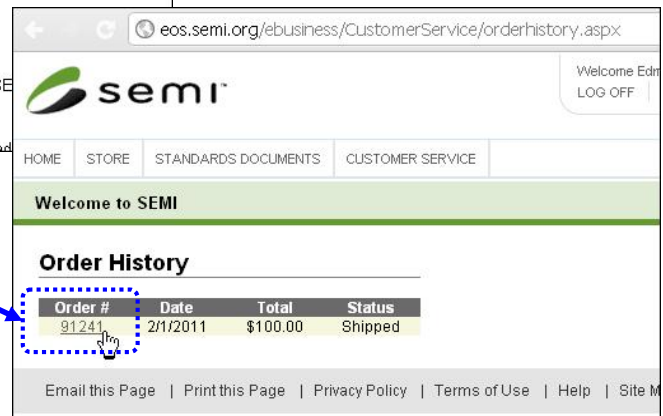 eos.semi.org/ebusiness/CustomerService/orderhistory.aspx
semi™
Welcome Edm
LOG OFF
HOME STORE STANDARDS DOCUMENTS CUSTOMER SERVICE
Welcome to SEMI
Order History
Order # Date Total Status
91241 2/1/2011 $100.00 Shipped
Email this Page | Print this Page | Privacy Policy | Terms of Use | Help | Site M